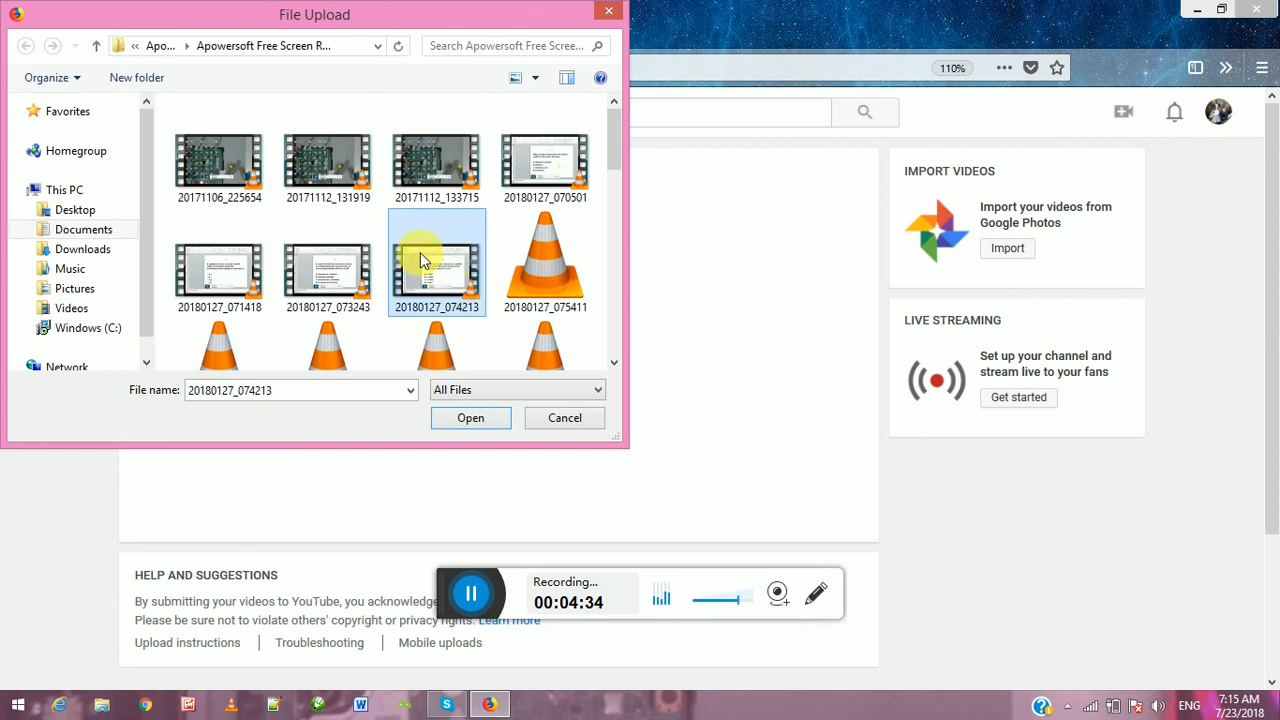 File Upload
Apo...
Apowersoft Free Screen R...
Search Apowersoft Free Screen...
Organize
New folder
110%
Favorites
Homegroup
This PC
Desktop
Documents
Downloads
Music
Pictures
Videos
Windows (C:)
Network
20171106_225654
20171112_131919
20171112_133715
20180127_070501
20180127_071418
20180127_073243
20180127_074213
20180127_075411
File name: 20180127_074213
All Files
Open
Cancel
IMPORT VIDEOS
Import your videos from
Google Photos
Import
LIVE STREAMING
Set up your channel and
stream live to your fans
Get started
HELP AND SUGGESTIONS
By submitting your videos to YouTube, you acknowledge
Please be sure not to violate others' copyright or privacy rights. Learn more
Upload instructions
Troubleshooting
Mobile uploads
Recording...
00:04:34
ENG
7:15 AM
7/23/2018